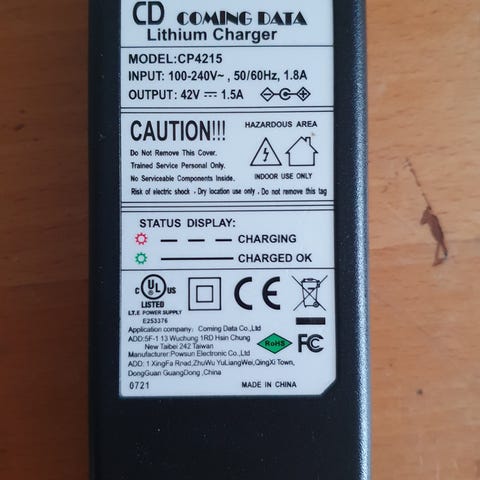 CD COMING DATA
Lithium Charger
MODEL:CP4215
INPUT: 100-240V~ , 50/60Hz, 1.8A
OUTPUT: 42V ⎓ 1.5A
CAUTION!!!
Do Not Remove This Cover.
Trained Service Personal Only.
No Serviceable Components Inside.
HAZARDOUS AREA
INDOOR USE ONLY
Risk of electric shock . Dry location use only . Do not remove this tag
STATUS DISPLAY:
CHARGING
CHARGED OK
c UL us
LISTED
I.T.E POWER SUPPLY
E253376
CE
Application company: Coming Data Co.,Ltd
ADD:5F-1 13 Wuchung 1RD Hsin Chung
New Taibei 242 Taiwan
Manufacturer:Powsun Electronic Co.,Ltd
ADD: 1 XingFa Road,ZhuWu YuLiangWei,QingXi Town,
DongGuan GuangDong ,China
RoHS
FC
0721
MADE IN CHINA